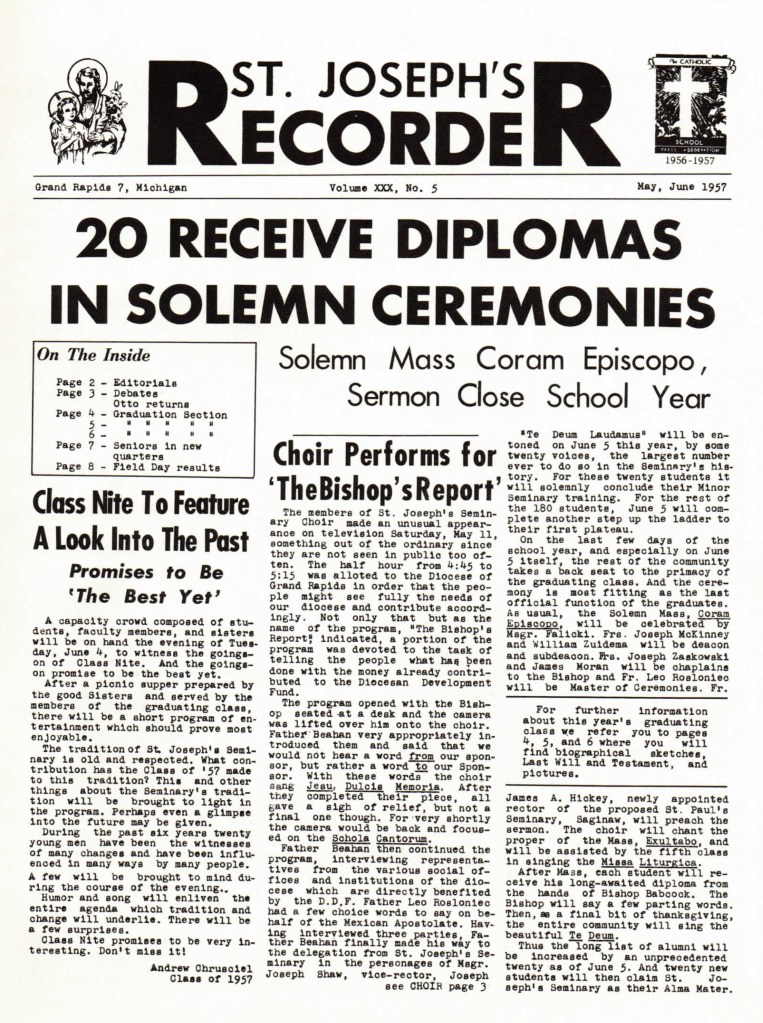 ST. JOSEPH'S
RECORDER
The CATHOLIC
SCHOOL
PRESS ASSOCIATION
1956-1957
Grand Rapids 7, Michigan
Volume XXX, No. 5
May, June 1957
20 RECEIVE DIPLOMAS
IN SOLEMN CEREMONIES
On The Inside
Page 2 - Editorials
Page 3 - Debates
Otto returns
Page 4 - Graduation Section
5 - " " " " "
6 - " " " " "
Page 7 - Seniors in new
quarters
Page 8 - Field Day results
Solemn Mass Coram Episcopo,
Sermon Close School Year
Class Nite To Feature
A Look Into The Past
Promises to Be
'The Best Yet'
A capacity crowd composed of stu-
dents, faculty members, and sisters
will be on hand the evening of Tues-
day, June 4, to witness the goings-
on of Class Nite. And the goings-
on promise to be the best yet.
After a picnic supper prepared by
the good Sisters and served by the
members of the graduating class,
there will be a short program of en-
tertainment which should prove most
enjoyable.
The tradition of St. Joseph's Semi-
nary is old and respected. What con-
tribution has the Class of '57 made
to this tradition? This and other
things about the Seminary's tradi-
tion will be brought to light in
the program. Perhaps even a glimpse
into the future may be given.
During the past six years twenty
young men have been the witnesses
of many changes and have been influ-
enced in many ways by many people.
A few will be brought to mind du-
ring the course of the evening..
Humor and song will enliven the
entire agenda which tradition and
change will underlie. There will be
a few surprises.
Class Nite promises to be very in-
teresting. Don't miss it!
Andrew Chrusciel
Class of 1957
Choir Performs for
'The Bishop's Report'
The members of St. Joseph's Semin-
ary Choir made an unusual appear-
ance on television Saturday, May 11,
something out of the ordinary since
they are not seen in public too of-
ten. The half hour from 4:45 to
5:15 was alloted to the Diocese of
Grand Rapids in order that the peo-
ple might see fully the needs of
our diocese and contribute accord-
ingly. Not only that but as the
name of the program, "The Bishop's
Report" indicated, a portion of the
program was devoted to the task of
telling the people what has been
done with the money already contri-
buted to the Diocesan Development
Fund.
The program opened with the Bish-
op seated at a desk and the camera
was lifted over him onto the choir.
Father Beahan very appropriately in-
troduced them and said that we
would not hear a word from our spon-
sor, but rather a word to our Spon-
sor. With these words the choir
sang Jesu, Dulcis Memoria. After
they completed their piece, all
gave a sigh of relief, but not a
final one though. For very shortly
the camera would be back and focus-
ed on the Schola Cantorum.
Father Beahan then continued the
program, interviewing representa-
tives from the various social of-
fices and institutions of the dio-
cese which are directly benefited
by the D.D.F. Father Leo Rosloniec
had a few choice words to say on be-
half of the Mexican Apostolate. Hav-
ing interviewed three parties, Fa-
ther Beahan finally made his way to
the delegation from St. Joseph's Se-
minary in the personages of Msgr.
Joseph Shaw, vice-rector, Joseph
see CHOIR page 3
"Te Deum Laudamus" will be en-
toned on June 5 this year, by some
twenty voices, the largest number
ever to do so in the Seminary's his-
tory. For these twenty students it
will solemnly conclude their Minor
Seminary training. For the rest of
the 180 students, June 5 will com-
plete another step up the ladder to
their first plateau.
On the last few days of the
school year, and especially on June
5 itself, the rest of the community
takes a back seat to the primacy of
the graduating class. And the cere-
mony is most fitting as the last
official function of the graduates.
As usual, the Solemn Mass, Coram
Episcopo, will be celebrated by
Msgr. Falicki. Frs. Joseph McKinney
and William Zuidema will be deacon
and subdeacon. Frs. Joseph Zaskowski
and James Moran will be chaplains
to the Bishop and Fr. Leo Rosloniec
will be Master of Ceremonies. Fr.
For further information
about this year's graduating
class we refer you to pages
4, 5, and 6 where you will
find biographical sketches,
Last Will and Testament, and
pictures.
James A. Hickey, newly appointed
rector of the proposed St. Paul's
Seminary, Saginaw, will preach the
sermon. The choir will chant the
proper of the Mass, Exultabo, and
will be assisted by the fifth class
in singing the Missa Liturgica.
After Mass, each student will re-
ceive his long-awaited diploma from
the hands of Bishop Babcock. The
Bishop will say a few parting words.
Then, as a final bit of thanksgiving,
the entire community will sing the
beautiful Te Deum.
Thus the long list of alumni will
be increased by an unprecedented
twenty as of June 5. And twenty new
students will then claim St. Jo-
seph's Seminary as their Alma Mater.